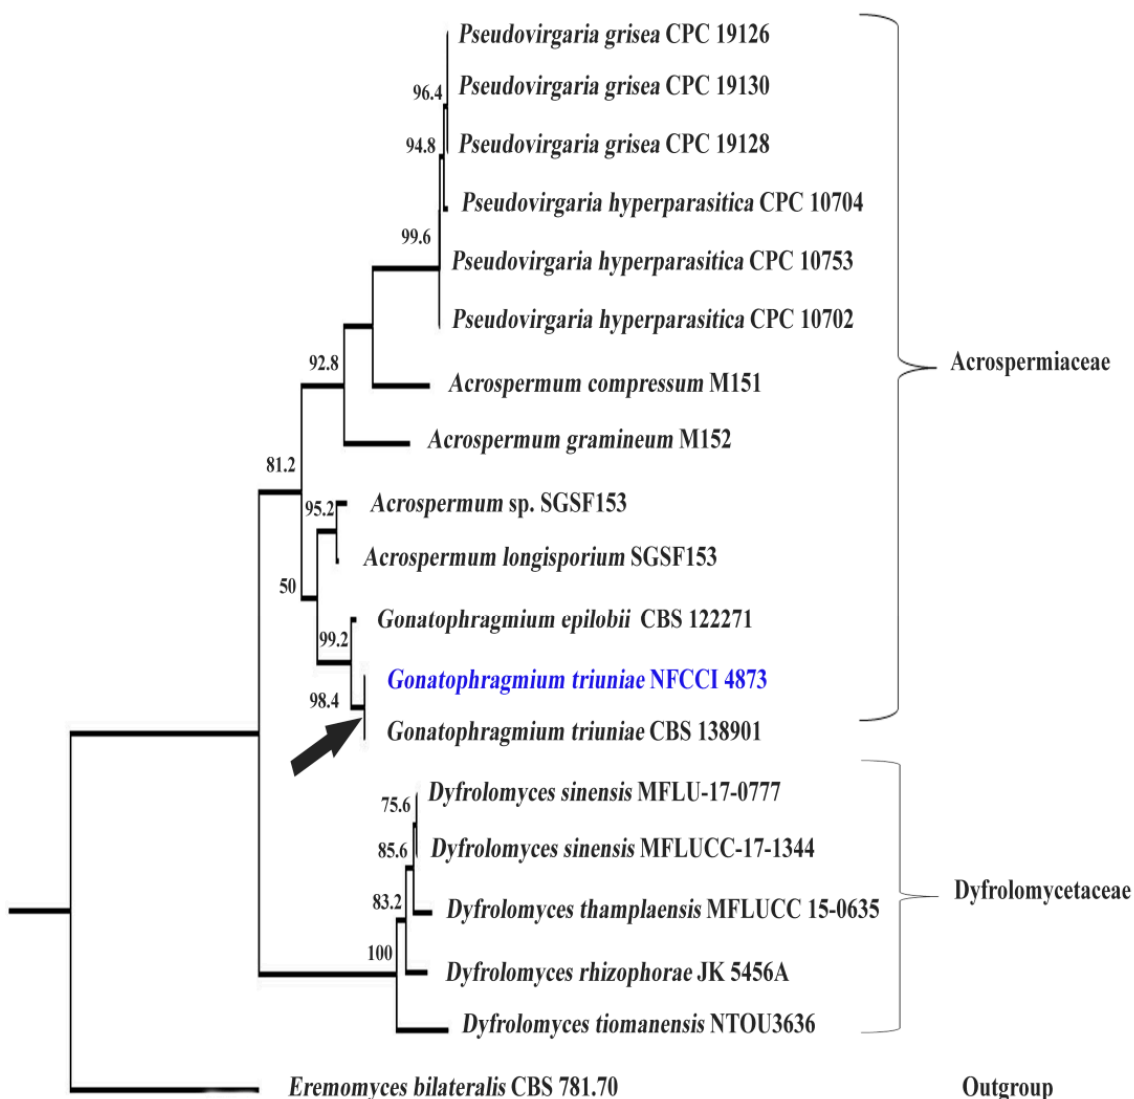 Pseudovirgaria grisea CPC 19126
96.4
Pseudovirgaria grisea CPC 19130
94.8
Pseudovirgaria grisea CPC 19128
Pseudovirgaria hyperparasitica CPC 10704
99.6
Pseudovirgaria hyperparasitica CPC 10753
Pseudovirgaria hyperparasitica CPC 10702
92.8
Acrospermiaceae
Acrospermum compressum M151
Acrospermum gramineum M152
81.2
95.2
Acrospermum sp. SGSF153
Acrospermum longisporium SGSF153
50
Gonatophragmium epilobii CBS 122271
99.2
Gonatophragmium triuniae NFCCI 4873
98.4
Gonatophragmium triuniae CBS 138901
Dyfrolomyces sinensis MFLU-17-0777
75.6
Dyfrolomyces sinensis MFLUCC-17-1344
85.6
Dyfrolomycetaceae
83.2
Dyfrolomyces thamplaensis MFLUCC 15-0635
100
Dyfrolomyces rhizophorae JK 5456A
Dyfrolomyces tiomanensis NTOU3636
Eremomyces bilateralis CBS 781.70
Outgroup